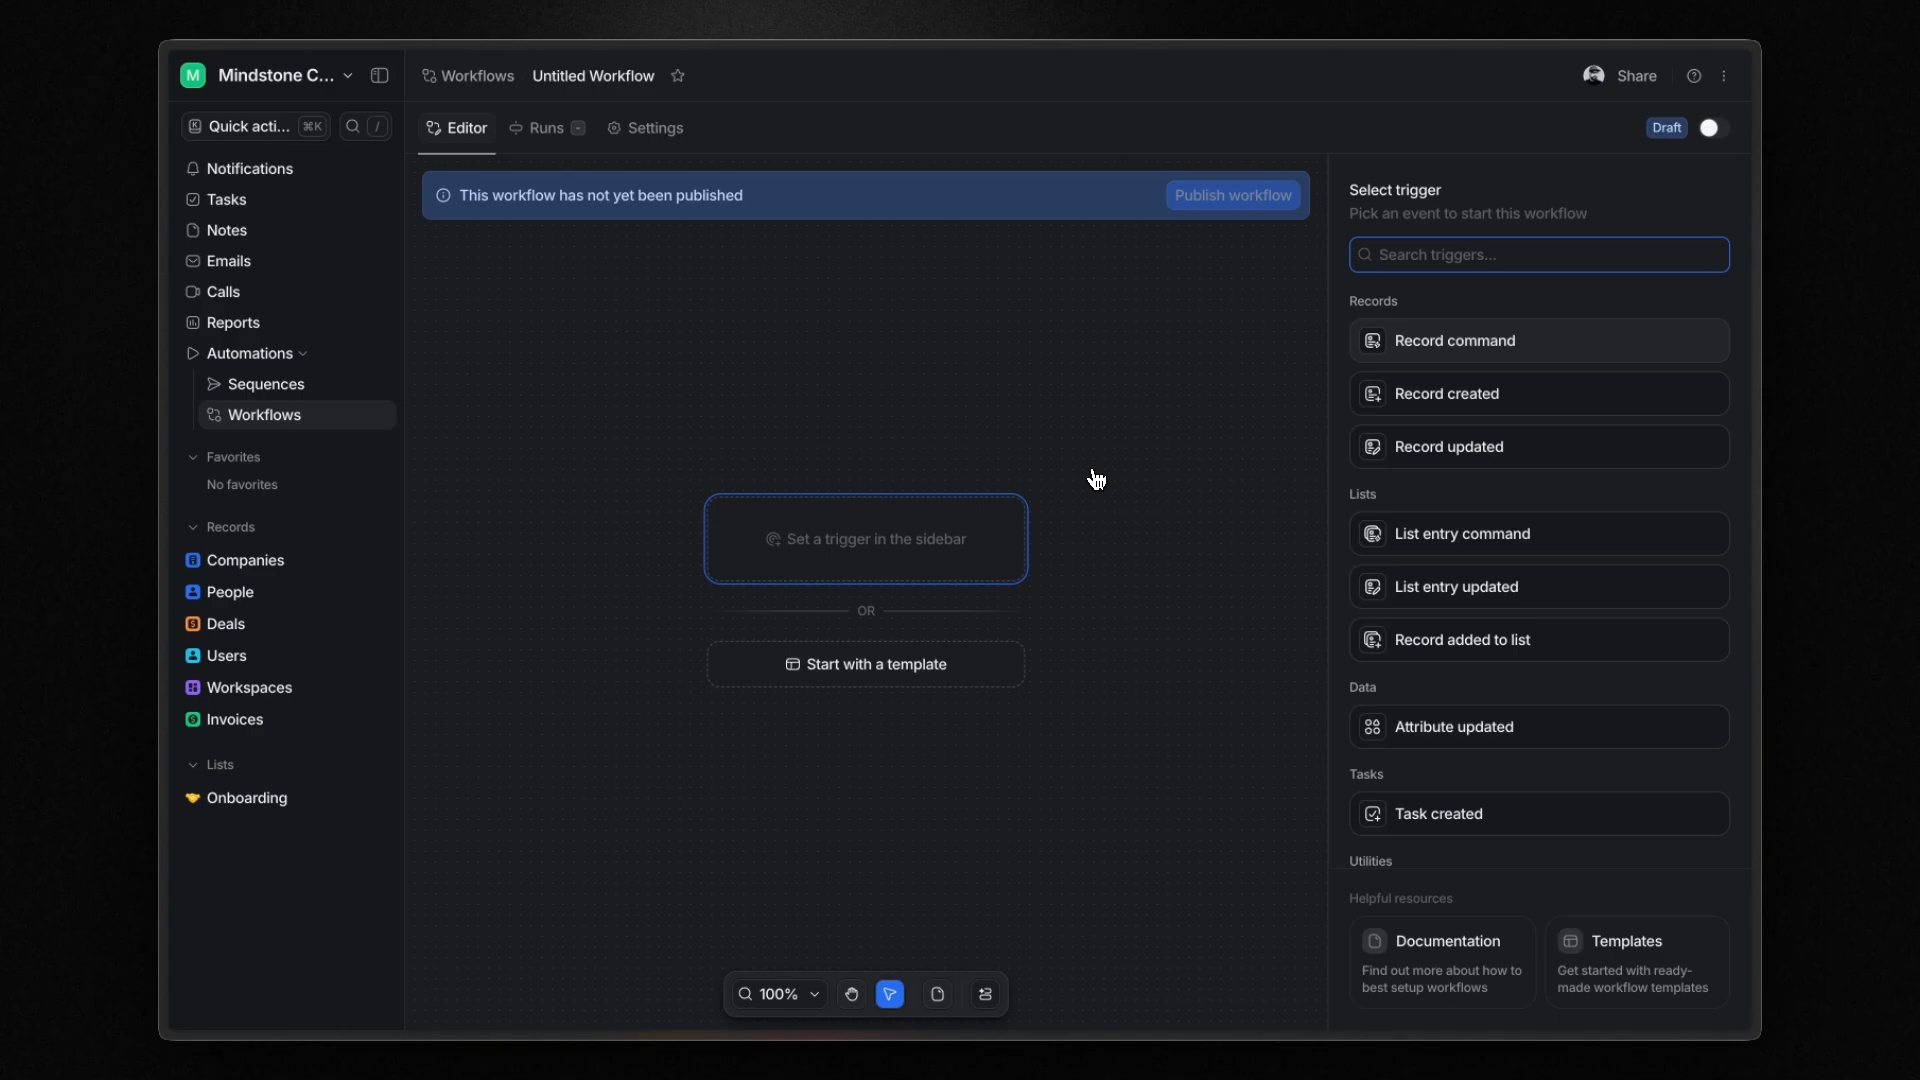 M Mindstone C...
Workflows Untitled Workflow
Share
Quick acti... ⌘K /
Editor Runs - Settings
Draft
Notifications
Tasks
Notes
Emails
Calls
Reports
Automations
Sequences
Workflows
Favorites
No favorites
Records
Companies
People
Deals
Users
Workspaces
Invoices
Lists
Onboarding
This workflow has not yet been published Publish workflow
Set a trigger in the sidebar
OR
Start with a template
100%
Select trigger
Pick an event to start this workflow
Search triggers...
Records
Record command
Record created
Record updated
Lists
List entry command
List entry updated
Record added to list
Data
Attribute updated
Tasks
Task created
Utilities
Helpful resources
Documentation
Find out more about how to
best setup workflows
Templates
Get started with ready-
made workflow templates